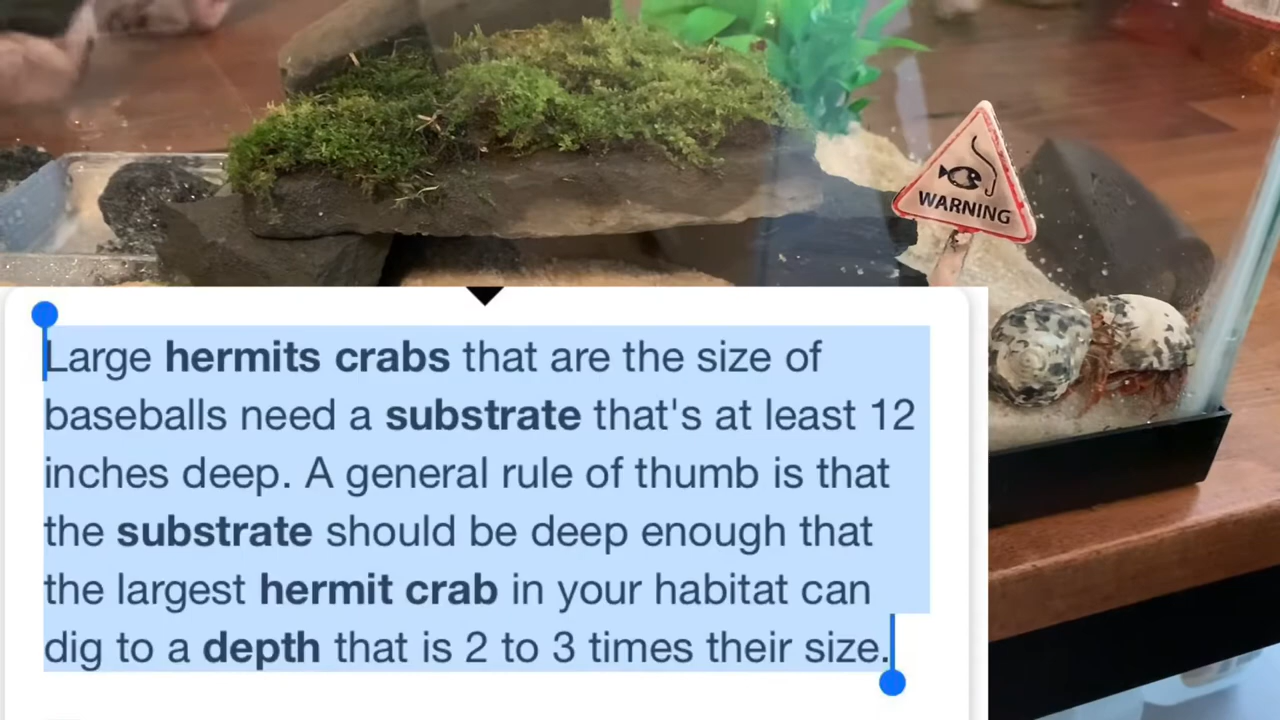 WARNING
Large hermits crabs that are the size of
baseballs need a substrate that's at least 12
inches deep. A general rule of thumb is that
the substrate should be deep enough that
the largest hermit crab in your habitat can
dig to a depth that is 2 to 3 times their size.